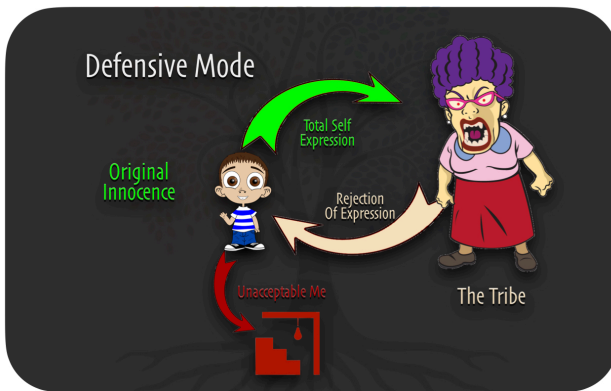 Defensive Mode
Total Self
Expression
Original
Innocence
Rejection
Of Expression
Unacceptable Me
The Tribe